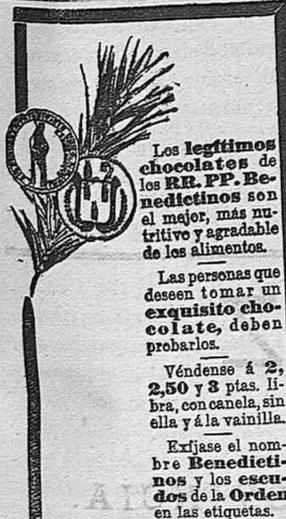 Los legítimos
chocolates de
los RR. PP. Be-
nedictinos son
el mejor, más nu-
tritivo y agradable
de los alimentos.
Las personas que
deseen tomar un
exquisito cho-
colate, deben
probarlos.
Véndense á 2,
2,50 y 3 ptas. li-
bra, con canela, sin
ella y á la vainilla.
Exíjase el nom-
bre Benedicti-
nos y los escu-
dos de la Orden
en las etiquetas.